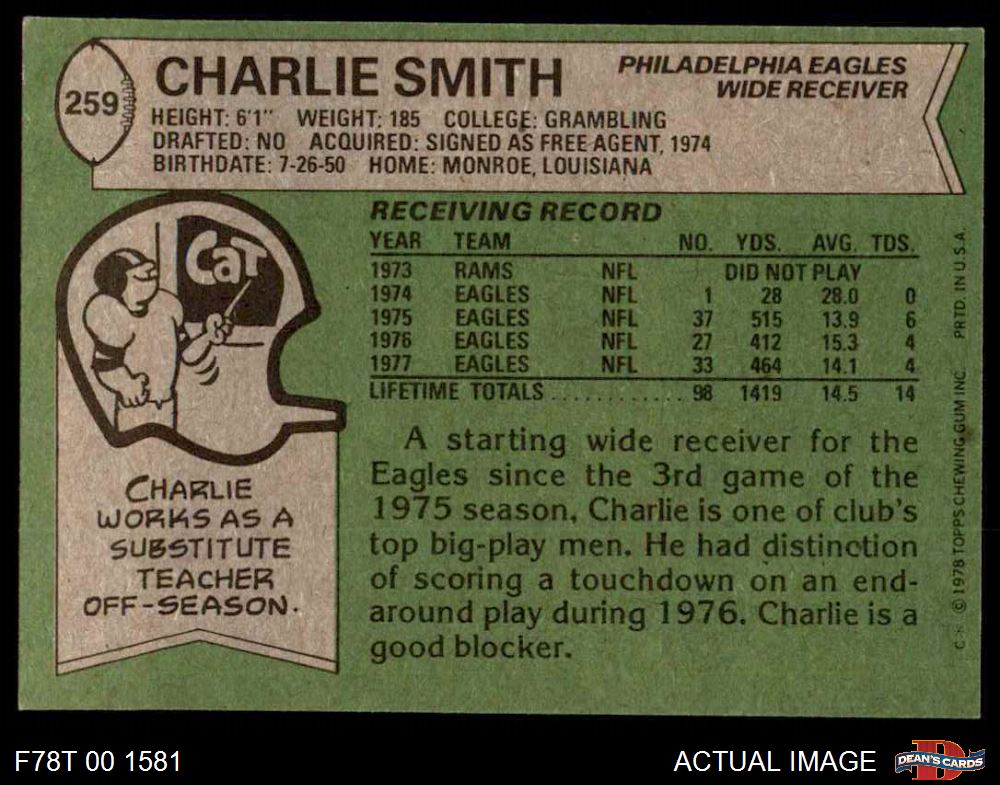 259
CHARLIE SMITH
PHILADELPHIA EAGLES
WIDE RECEIVER
HEIGHT: 6'1" WEIGHT: 185 COLLEGE: GRAMBLING
DRAFTED: NO ACQUIRED: SIGNED AS FREE AGENT, 1974
BIRTHDATE: 7-26-50 HOME: MONROE, LOUISIANA
CaT
CHARLIE
WORKS AS A
SUBSTITUTE
TEACHER
OFF-SEASON.
RECEIVING RECORD
YEAR TEAM NO. YDS. AVG. TDS.
1973 RAMS NFL DID NOT PLAY
1974 EAGLES NFL 1 28 28.0 0
1975 EAGLES NFL 37 515 13.9 6
1976 EAGLES NFL 27 412 15.3 4
1977 EAGLES NFL 33 464 14.1 4
LIFETIME TOTALS ............ 98 1419 14.5 14
A starting wide receiver for the
Eagles since the 3rd game of the
1975 season, Charlie is one of club's
top big-play men. He had distinction
of scoring a touchdown on an end-
around play during 1976. Charlie is a
good blocker.
© 1978 TOPPS CHEWING GUM INC. PRTD. IN U.S.A.
F78T 00 1581
ACTUAL IMAGE
DEAN'S CARDS